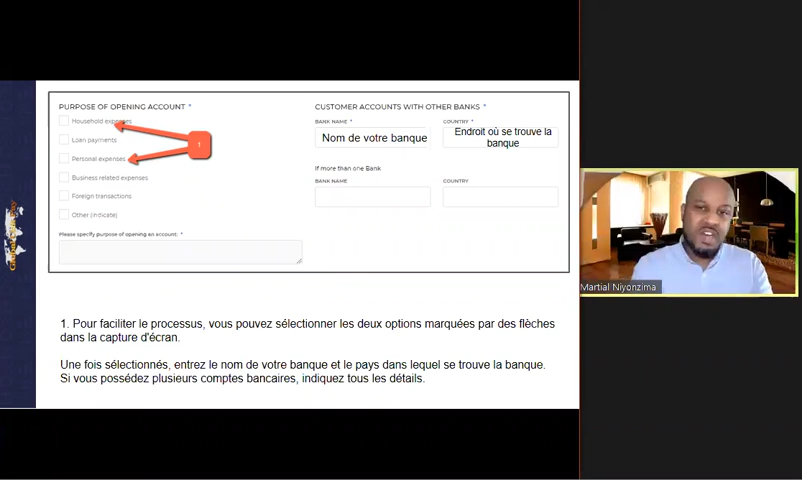 PURPOSE OF OPENING ACCOUNT *
Household expenses
Loan payments
Personal expenses
Business related expenses
Foreign transactions
Other (indicate)
Please specify purpose of opening an account: *
1
CUSTOMER ACCOUNTS WITH OTHER BANKS *
BANK NAME *
COUNTRY *
Nom de votre banque
Endroit où se trouve la
banque
If more than one Bank
BANK NAME
COUNTRY
1. Pour faciliter le processus, vous pouvez sélectionner les deux options marquées par des flèches
dans la capture d'écran.
Une fois sélectionnés, entrez le nom de votre banque et le pays dans lequel se trouve la banque.
Si vous possédez plusieurs comptes bancaires, indiquez tous les détails.
Martial Niyonzima